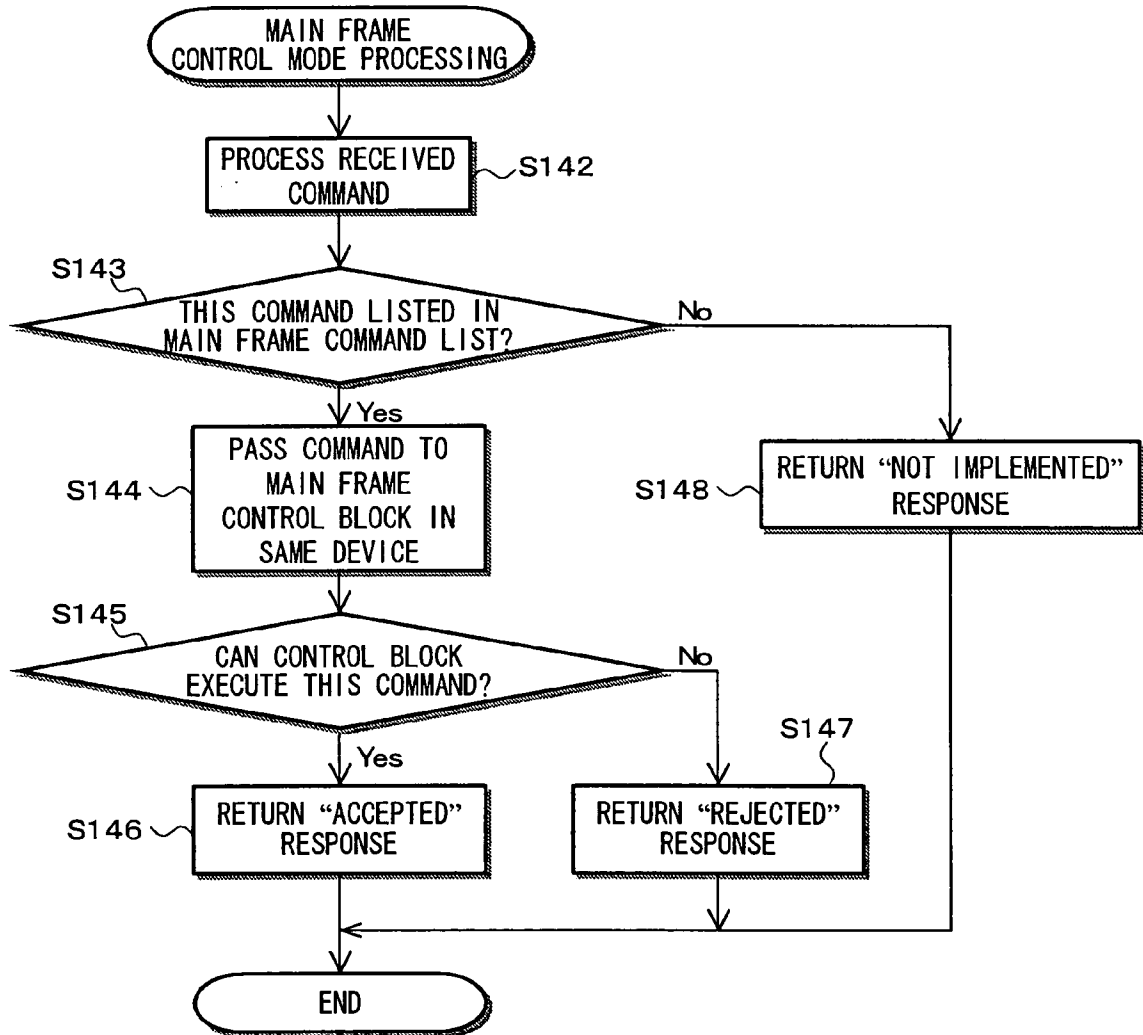 MAIN FRAME
CONTROL MODE PROCESSING
PROCESS RECEIVED
COMMAND
S142
S143
THIS COMMAND LISTED IN
MAIN FRAME COMMAND LIST?
No
Yes
PASS COMMAND TO
MAIN FRAME
CONTROL BLOCK IN
SAME DEVICE
S144
RETURN “NOT IMPLEMENTED”
RESPONSE
S148
S145
CAN CONTROL BLOCK
EXECUTE THIS COMMAND?
No
Yes
S147
S146
RETURN “ACCEPTED”
RESPONSE
RETURN “REJECTED”
RESPONSE
END